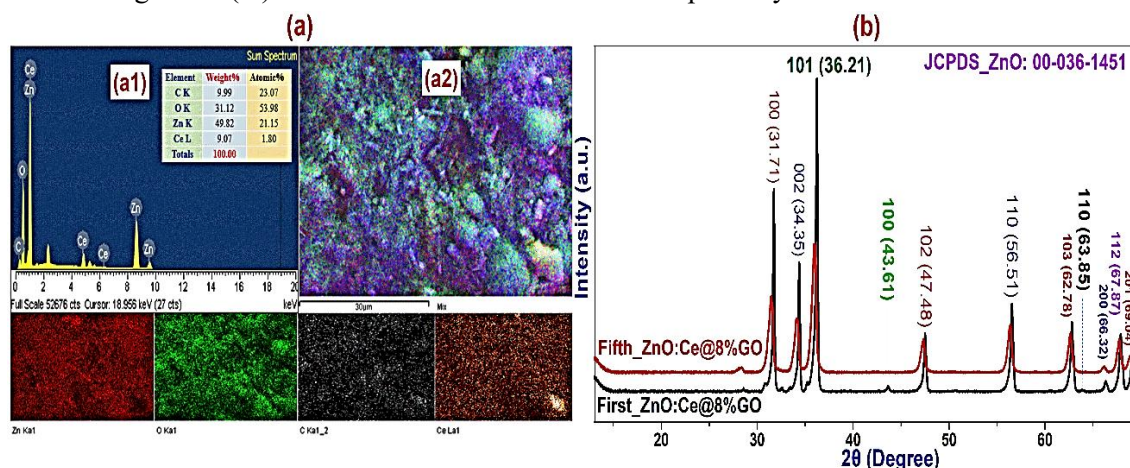 (a)
(b)
(a1)
Sum Spectrum
Element Weight% Atomic%
C K 9.99 23.07
O K 31.12 53.98
Zn K 49.82 21.15
Ce L 9.07 1.80
Totals 100.00
Ce
Zn
O
C
Ce
Ce
Zn
Zn
0 2 4 6 8 10 12 14 16 18 20
Full Scale 52676 cts Cursor: 18.956 keV (27 cts) keV
(a2)
30µm
Mix
Zn Ka1
O Ka1
C Ka1_2
Ce La1
JCPDS_ZnO: 00-036-1451
Intensity (a.u.)
100 (31.71)
002 (34.35)
101 (36.21)
100 (43.61)
102 (47.48)
110 (56.51)
103 (62.78)
110 (63.85)
200 (66.32)
112 (67.87)
Fifth_ZnO:Ce@8%GO
First_ZnO:Ce@8%GO
20 30 40 50 60
2θ (Degree)